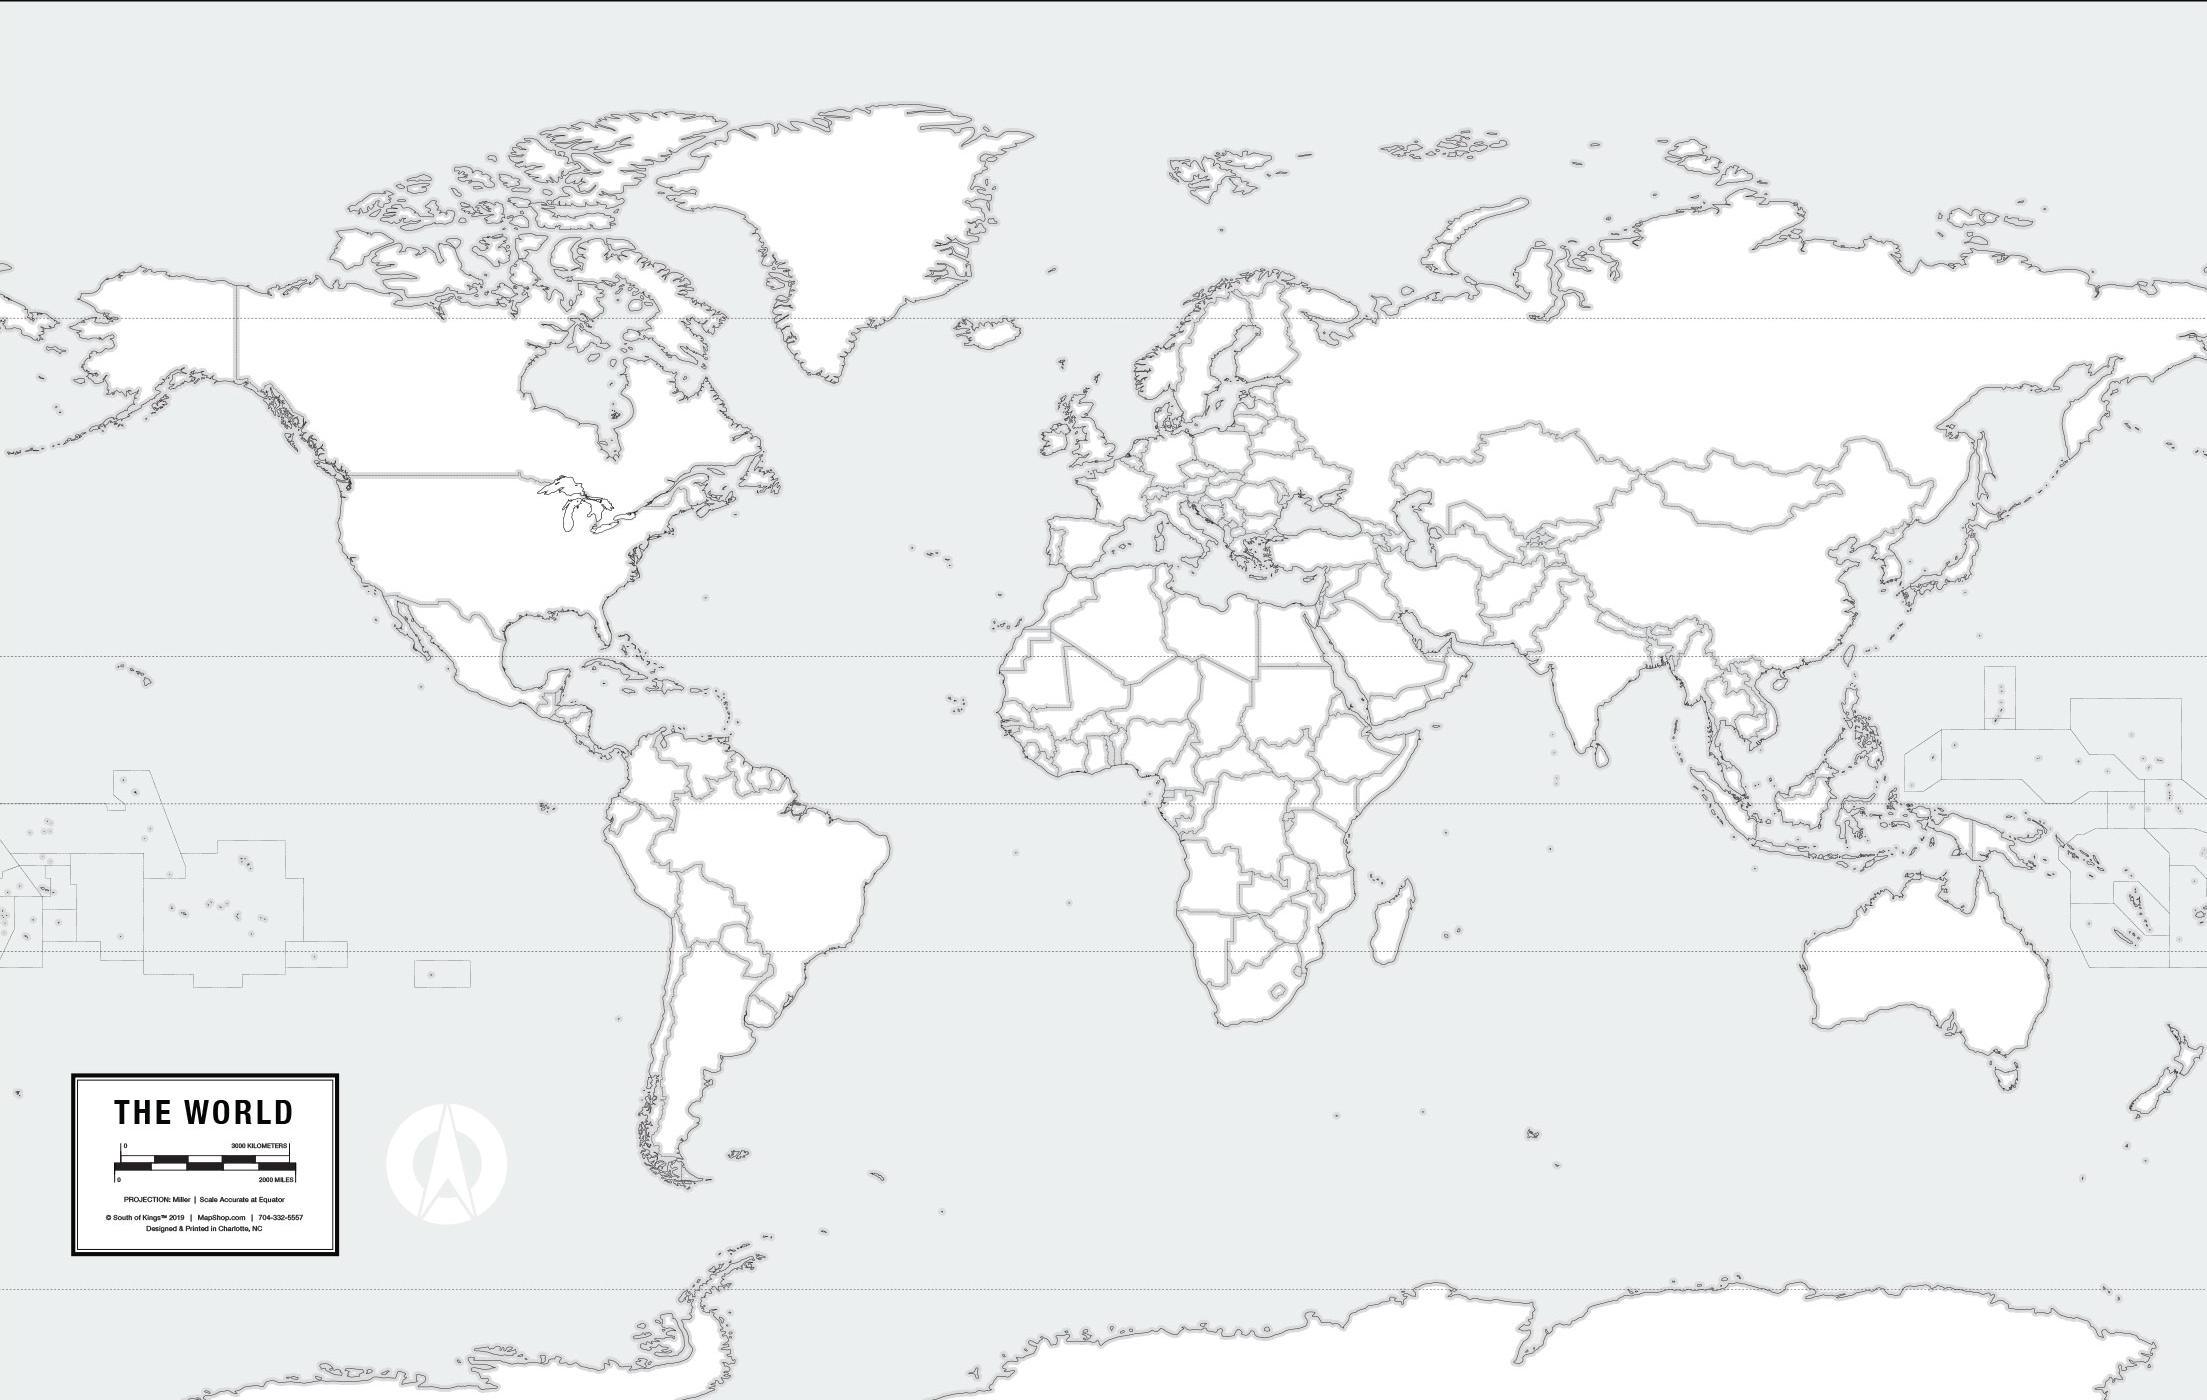 THE WORLD
0 3000 KILOMETERS
0 2000 MILES
PROJECTION: Miller | Scale Accurate at Equator
© South of Kings™ 2019 | MapShop.com | 704-332-5557
Designed & Printed in Charlotte, NC